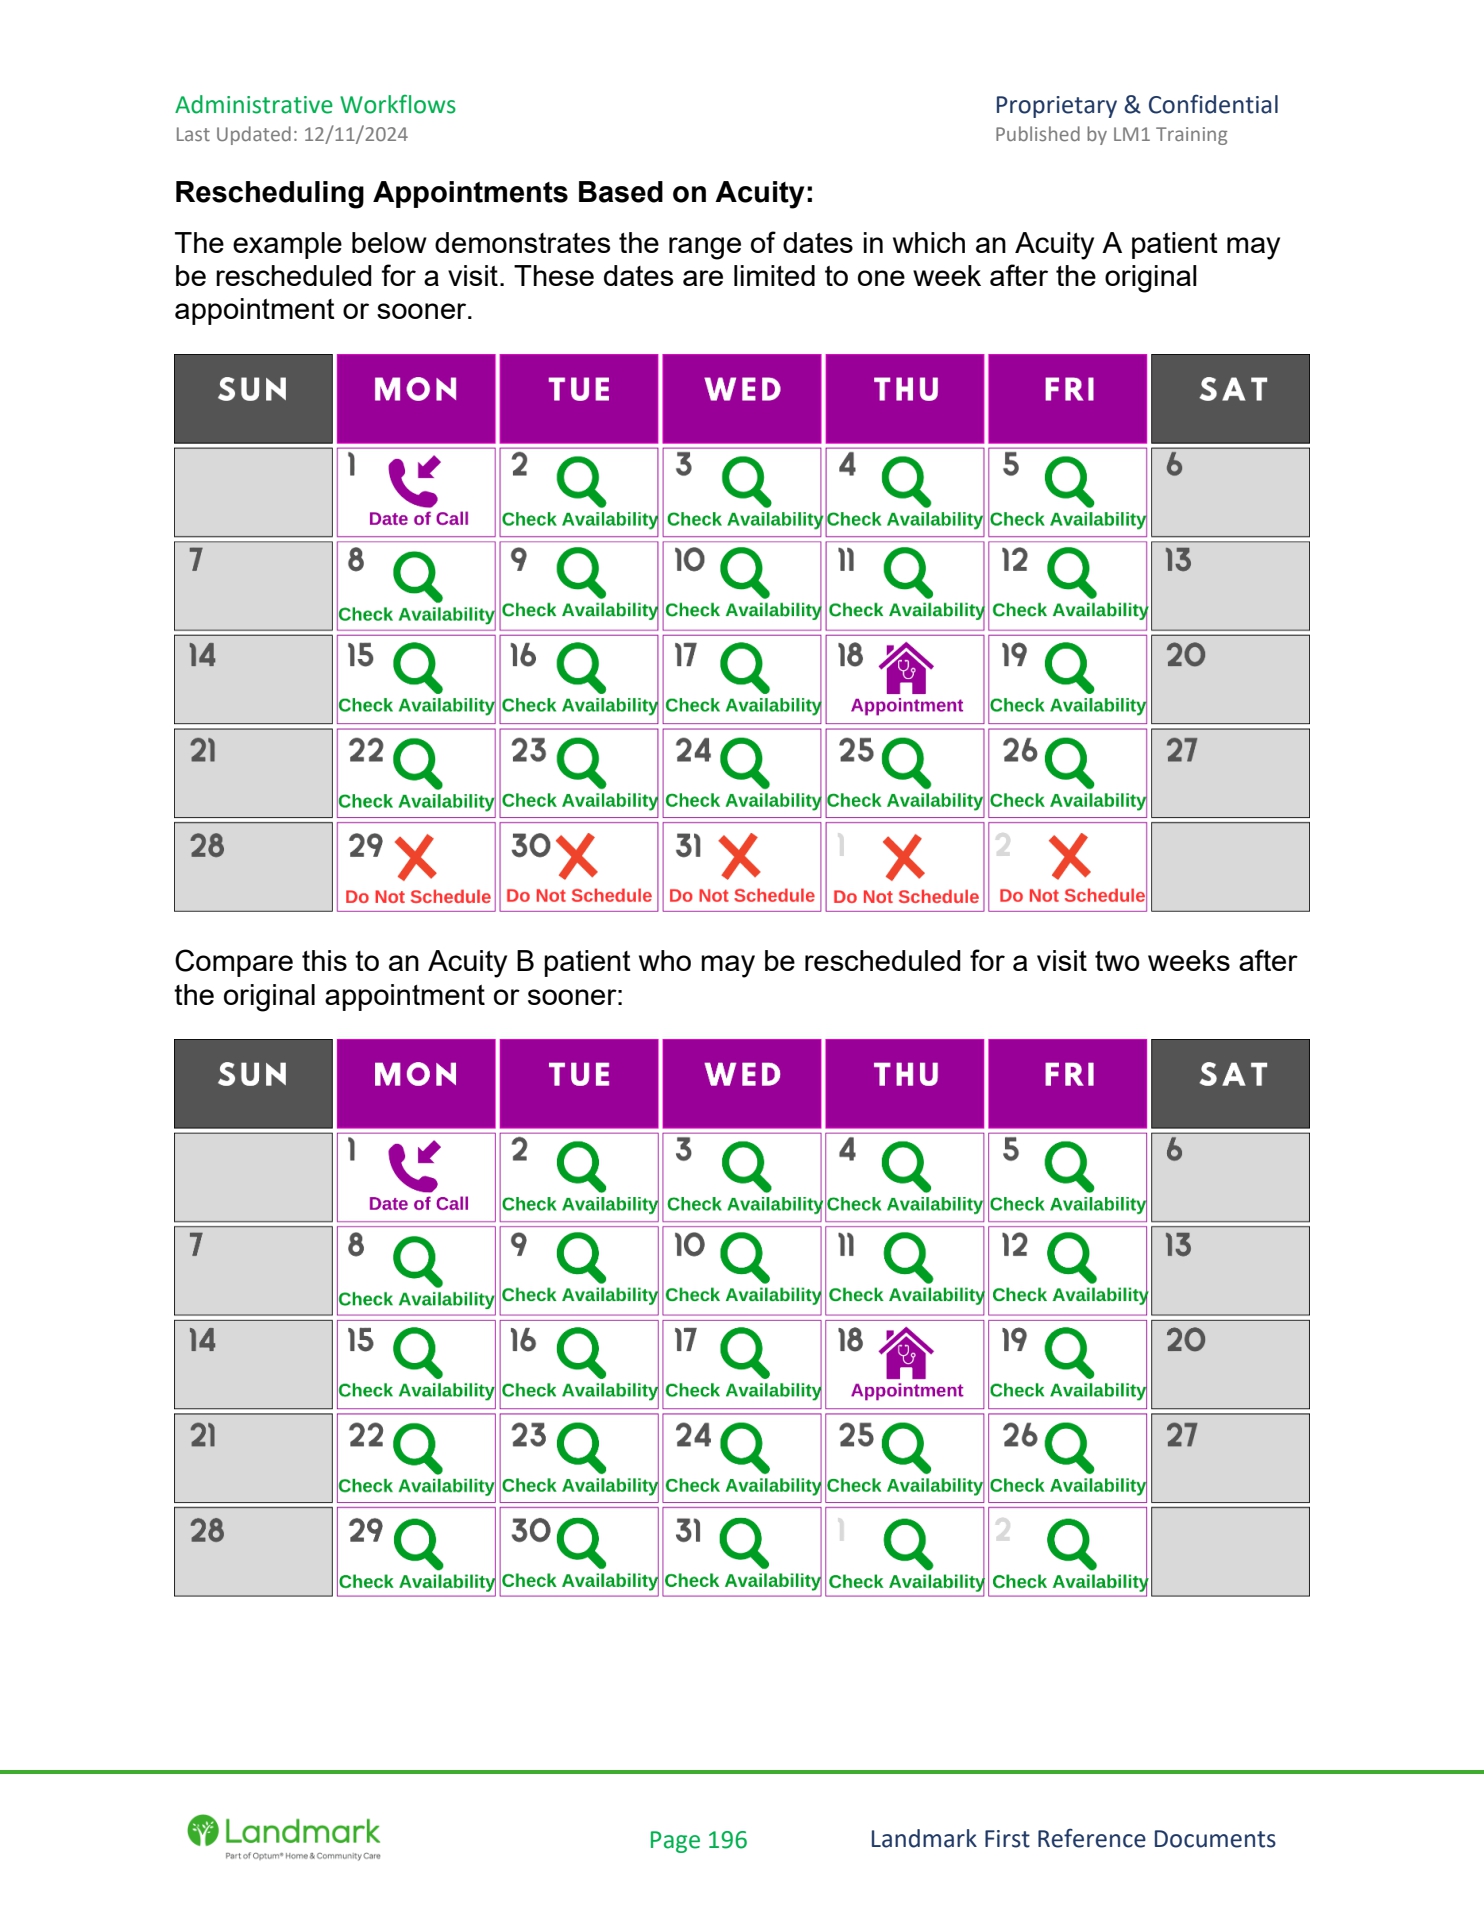 Administrative Workflows
Proprietary & Confidential
Last Updated: 12/11/2024
Published by LM1 Training
Rescheduling Appointments Based on Acuity:
The example below demonstrates the range of dates in which an Acuity A patient may
be rescheduled for a visit. These dates are limited to one week after the original
appointment or sooner.
SUN MON TUE WED THU FRI SAT
1 2 3 4 5 6
Date of Call Check Availability Check Availability Check Availability Check Availability
7 8 9 10 11 12 13
Check Availability Check Availability Check Availability Check Availability Check Availability
14 15 16 17 18 19 20
Check Availability Check Availability Check Availability Appointment Check Availability
21 22 23 24 25 26 27
Check Availability Check Availability Check Availability Check Availability Check Availability
28 29 30 31 1 2
Do Not Schedule Do Not Schedule Do Not Schedule Do Not Schedule Do Not Schedule
Compare this to an Acuity B patient who may be rescheduled for a visit two weeks after
the original appointment or sooner:
SUN MON TUE WED THU FRI SAT
1 2 3 4 5 6
Date of Call Check Availability Check Availability Check Availability Check Availability
7 8 9 10 11 12 13
Check Availability Check Availability Check Availability Check Availability Check Availability
14 15 16 17 18 19 20
Check Availability Check Availability Check Availability Appointment Check Availability
21 22 23 24 25 26 27
Check Availability Check Availability Check Availability Check Availability Check Availability
28 29 30 31 1 2
Check Availability Check Availability Check Availability Check Availability Check Availability
Landmark
Part of Optum® Home & Community Care
Page 196
Landmark First Reference Documents